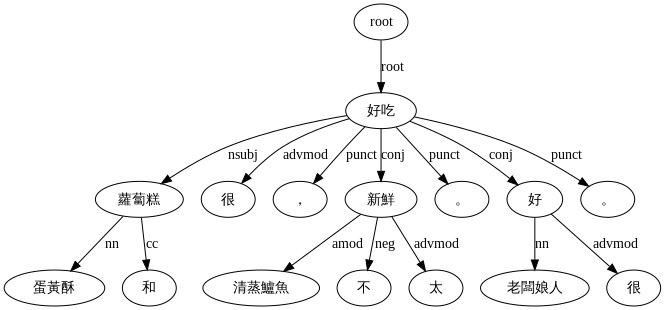 root
root
好吃
nsubj advmod punct conj punct conj punct
蘿蔔糕 很 ， 新鮮 。 好 。
nn cc amod neg advmod nn advmod
蛋黃酥 和 清蒸鱸魚 不 太 老闆娘人 很